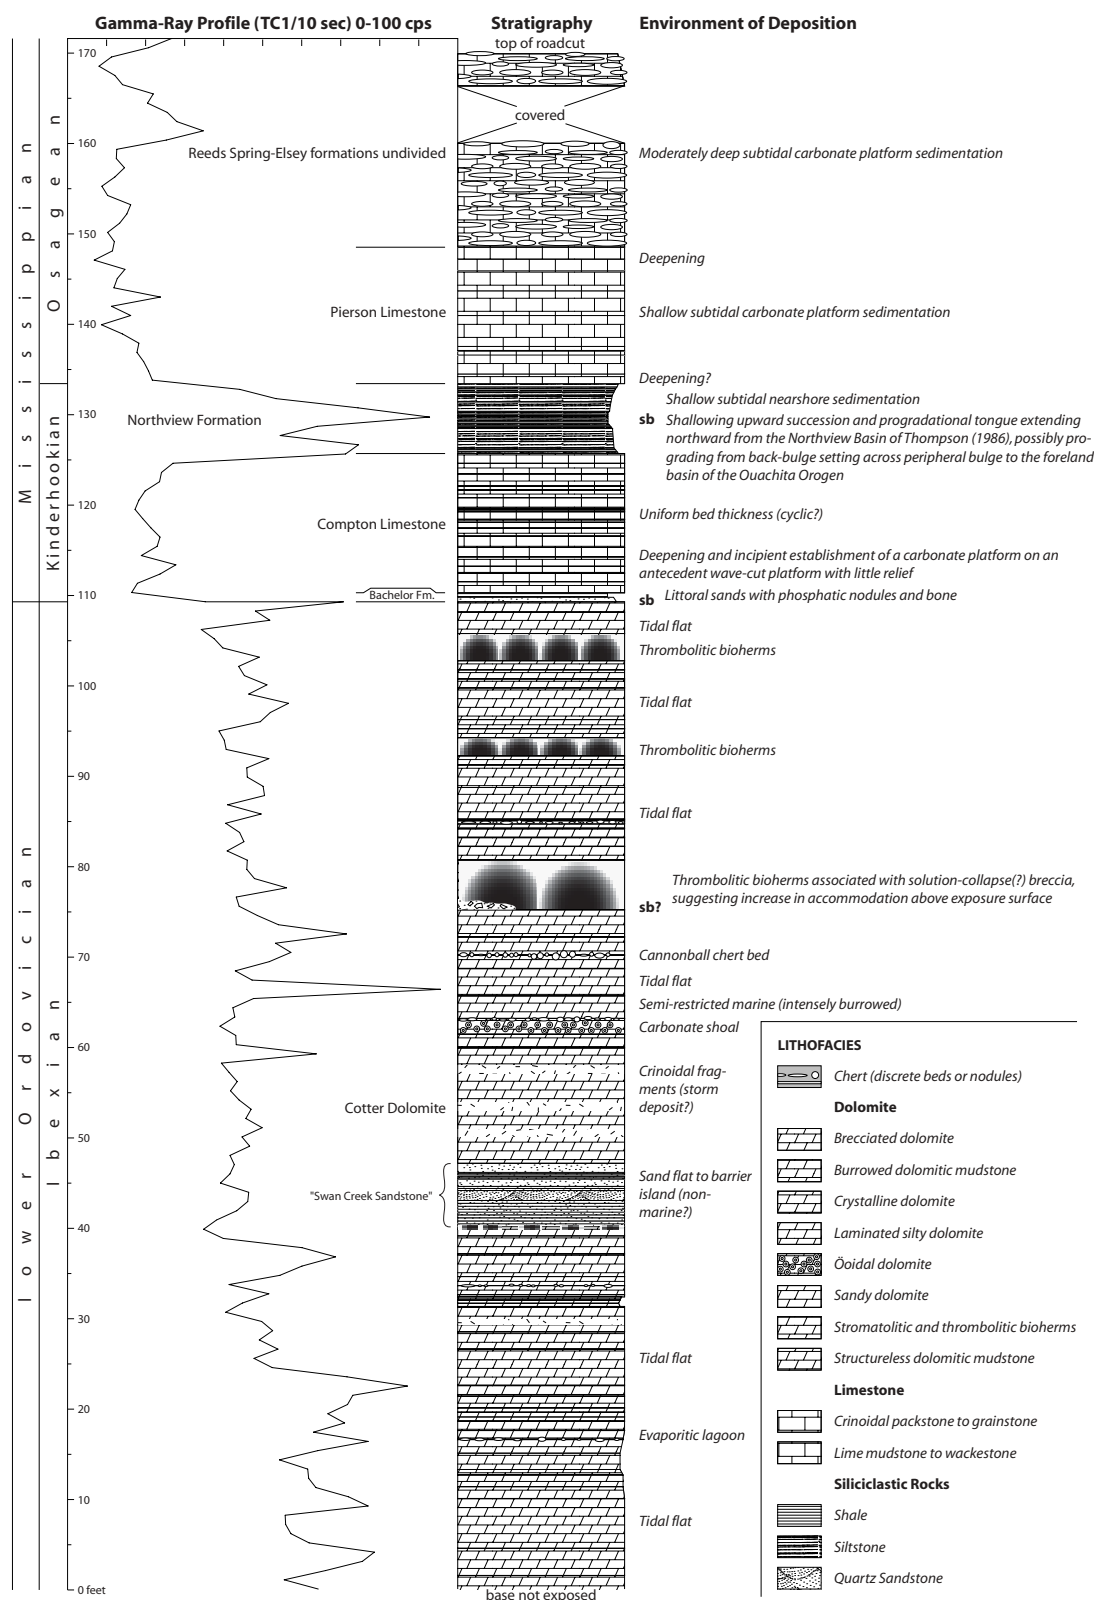 Gamma-Ray Profile (TC1/10 sec) 0-100 cps
Stratigraphy
Environment of Deposition
top of roadcut
170
covered
160
Reeds Spring-Elsey formations undivided
Moderately deep subtidal carbonate platform sedimentation
150
Deepening
Pierson Limestone
Shallow subtidal carbonate platform sedimentation
140
Deepening?
Shallow subtidal nearshore sedimentation
130
Northview Formation
sb Shallowing upward succession and progradational tongue extending
northward from the Northview Basin of Thompson (1986), possibly pro-
grading from back-bulge setting across peripheral bulge to the foreland
basin of the Ouachita Orogen
120
Compton Limestone
Uniform bed thickness (cyclic?)
Deepening and incipient establishment of a carbonate platform on an
antecedent wave-cut platform with little relief
110
Bachelor Fm.
sb Littoral sands with phosphatic nodules and bone
Tidal flat
Thrombolitic bioherms
100
Tidal flat
Thrombolitic bioherms
90
Tidal flat
80
Thrombolitic bioherms associated with solution-collapse(?) breccia,
sb? suggesting increase in accommodation above exposure surface
70
Cannonball chert bed
Tidal flat
Semi-restricted marine (intensely burrowed)
Carbonate shoal
60
Crinoidal frag-
ments (storm
deposit?)
Cotter Dolomite
50
"Swan Creek Sandstone"
Sand flat to barrier
island (non-
marine?)
40
30
Tidal flat
20
Evaporitic lagoon
10
Tidal flat
0 feet
base not exposed
Mississippian
Osagean
Kinderhookian
lower Ordovician
Ibexian
LITHOFACIES
Chert (discrete beds or nodules)
Dolomite
Brecciated dolomite
Burrowed dolomitic mudstone
Crystalline dolomite
Laminated silty dolomite
Öoidal dolomite
Sandy dolomite
Stromatolitic and thrombolitic bioherms
Structureless dolomitic mudstone
Limestone
Crinoidal packstone to grainstone
Lime mudstone to wackestone
Siliciclastic Rocks
Shale
Siltstone
Quartz Sandstone